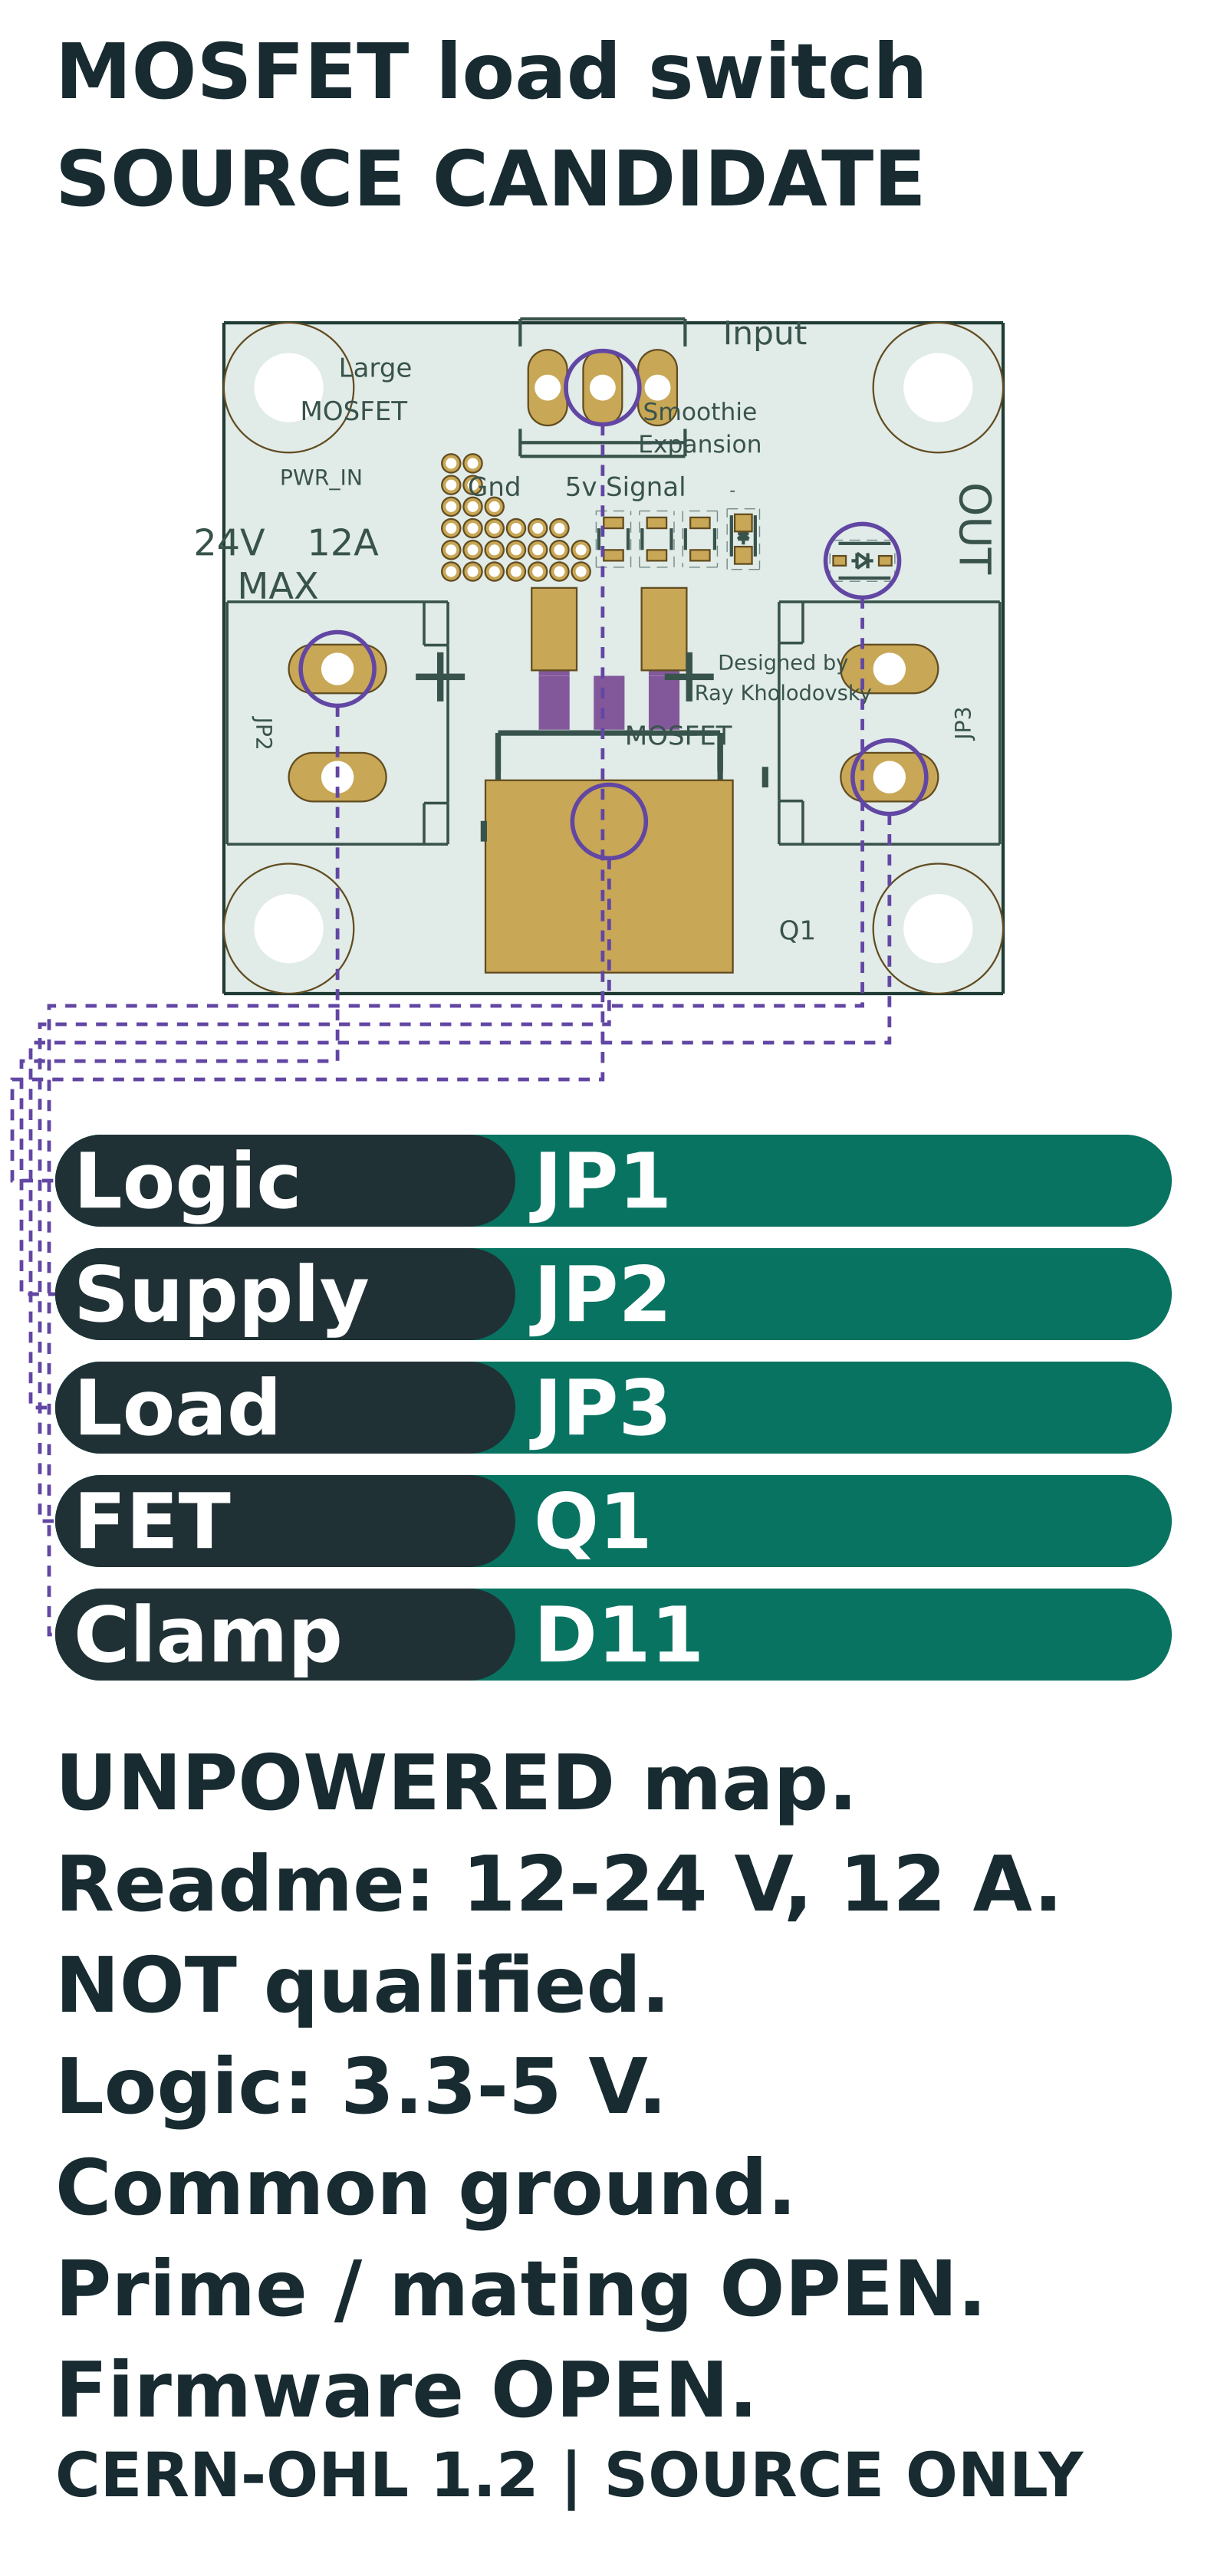 MOSFET load switch
SOURCE CANDIDATE
Input
Large
MOSFET
Smoothie
Expansion
PWR_IN
Gnd 5v Signal -
OUT
24V 12A
MAX
Designed by
Ray Kholodovsky
JP2
JP3
MOSFET
Q1
Logic JP1
Supply JP2
Load JP3
FET Q1
Clamp D11
UNPOWERED map.
Readme: 12-24 V, 12 A.
NOT qualified.
Logic: 3.3-5 V.
Common ground.
Prime / mating OPEN.
Firmware OPEN.
CERN-OHL 1.2 | SOURCE ONLY